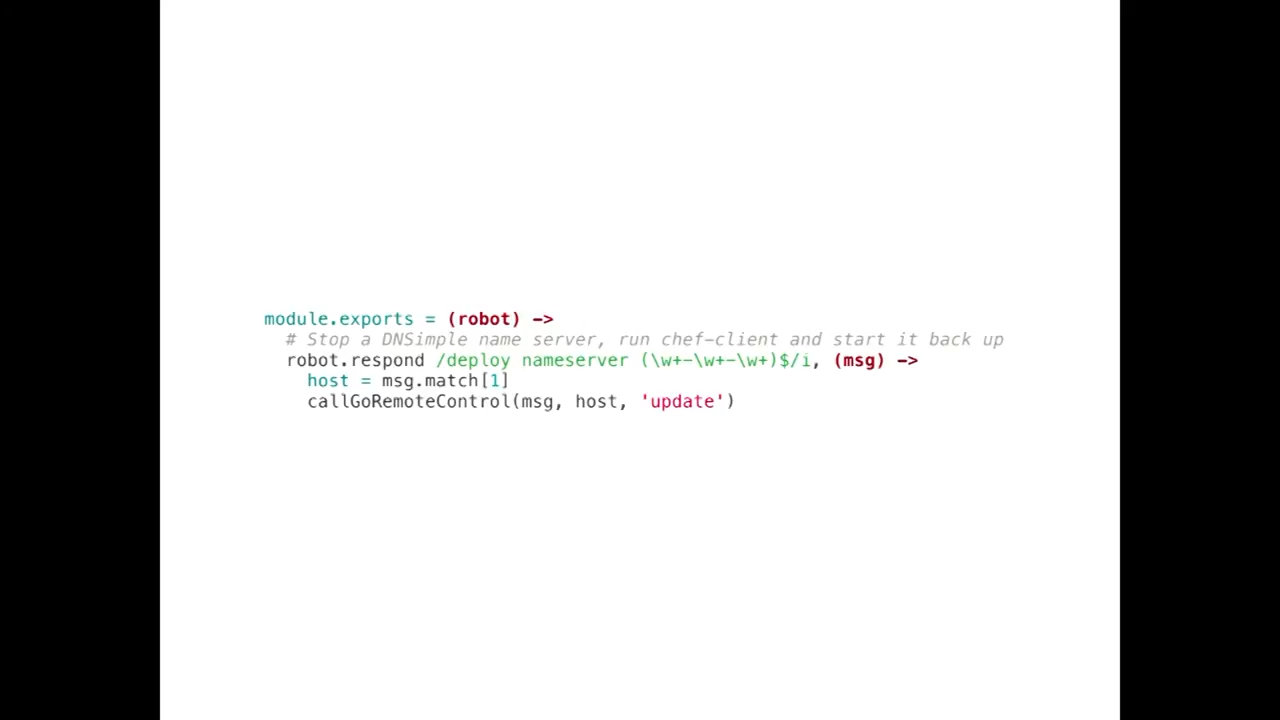 module.exports = (robot) ->
# Stop a DNSimple name server, run chef-client and start it back up
robot.respond /deploy nameserver (\w+-\w+-\w+)$/i, (msg) ->
host = msg.match[1]
callGoRemoteControl(msg, host, 'update')